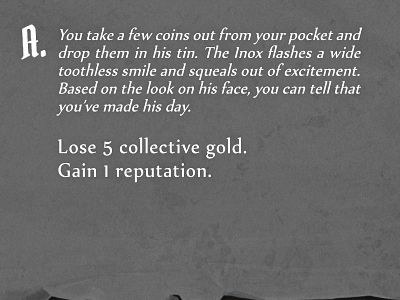 A. You take a few coins out from your pocket and
drop them in his tin. The Inox flashes a wide
toothless smile and squeals out of excitement.
Based on the look on his face, you can tell that
you've made his day.
Lose 5 collective gold.
Gain 1 reputation.